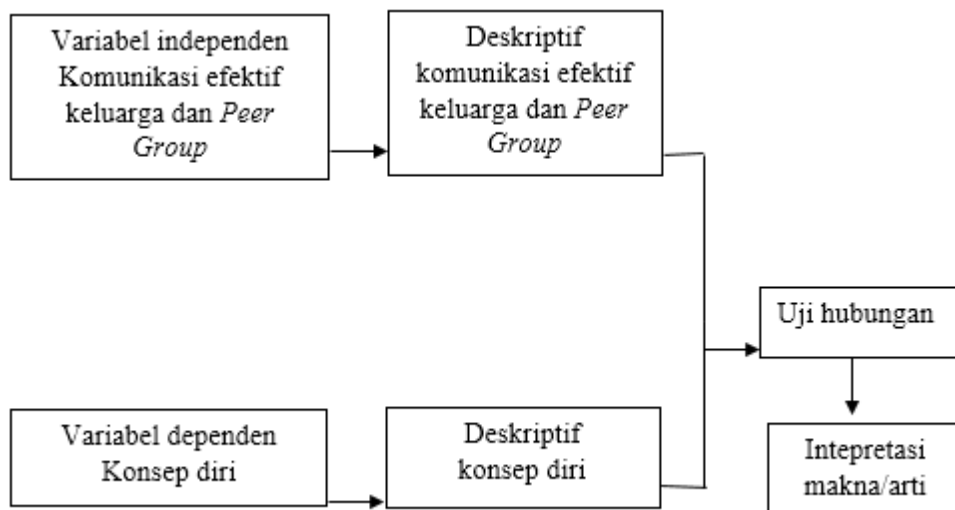 Variabel independen
Komunikasi efektif
keluarga dan Peer
Group
Deskriptif
komunikasi efektif
keluarga dan Peer
Group
Uji hubungan
Variabel dependen
Konsep diri
Deskriptif
konsep diri
Intepretasi
makna/arti